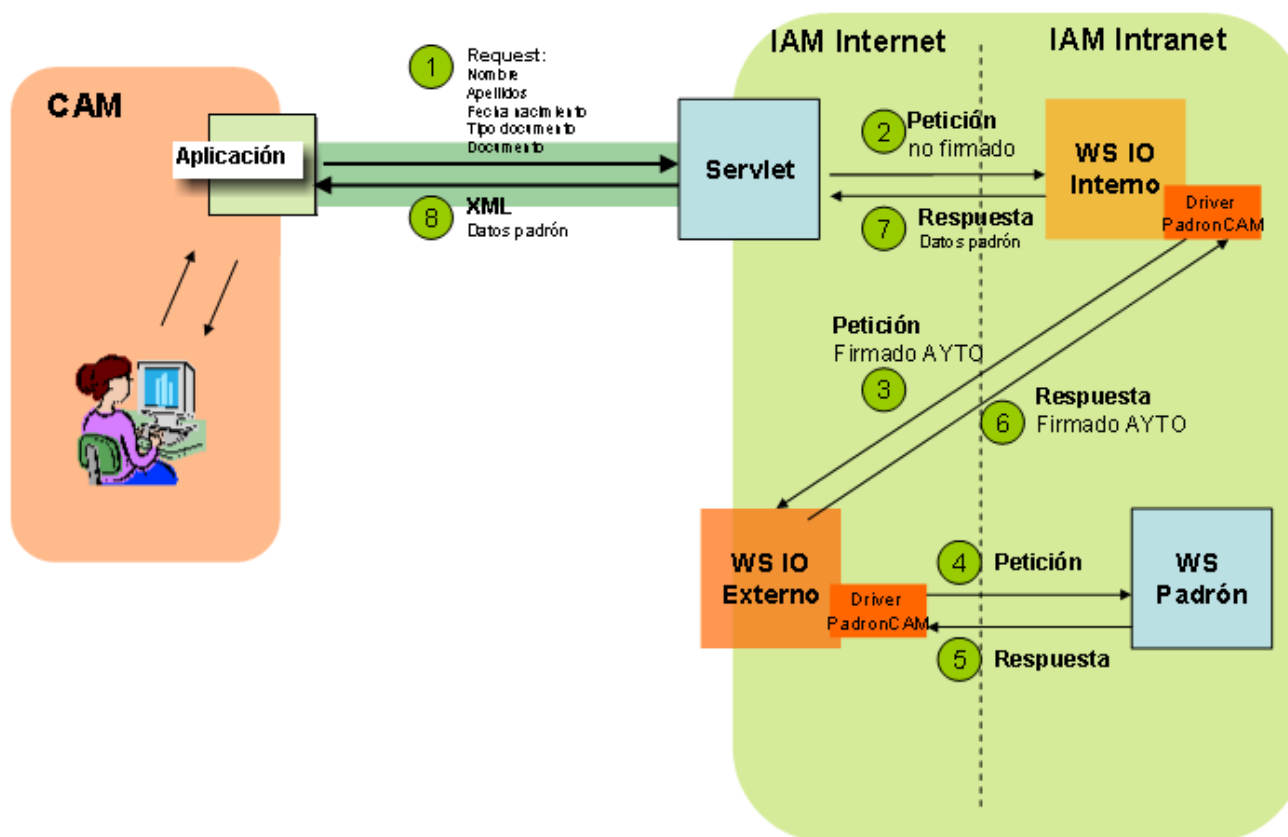 IAM Internet
IAM Intranet
CAM
1
Request:
Nombre
Apellidos
Fecha nacimiento
Tipo documento
Documento
Aplicación
8
XML
Datos padrón
Servlet
2
Petición
no firmado
7
Respuesta
Datos padrón
WS IO
Interno
Driver
PadronCAM
Petición
Firmado AYTO
3
6
Respuesta
Firmado AYTO
WS IO
Externo
Driver
PadronCAM
4
Petición
5
Respuesta
WS
Padrón